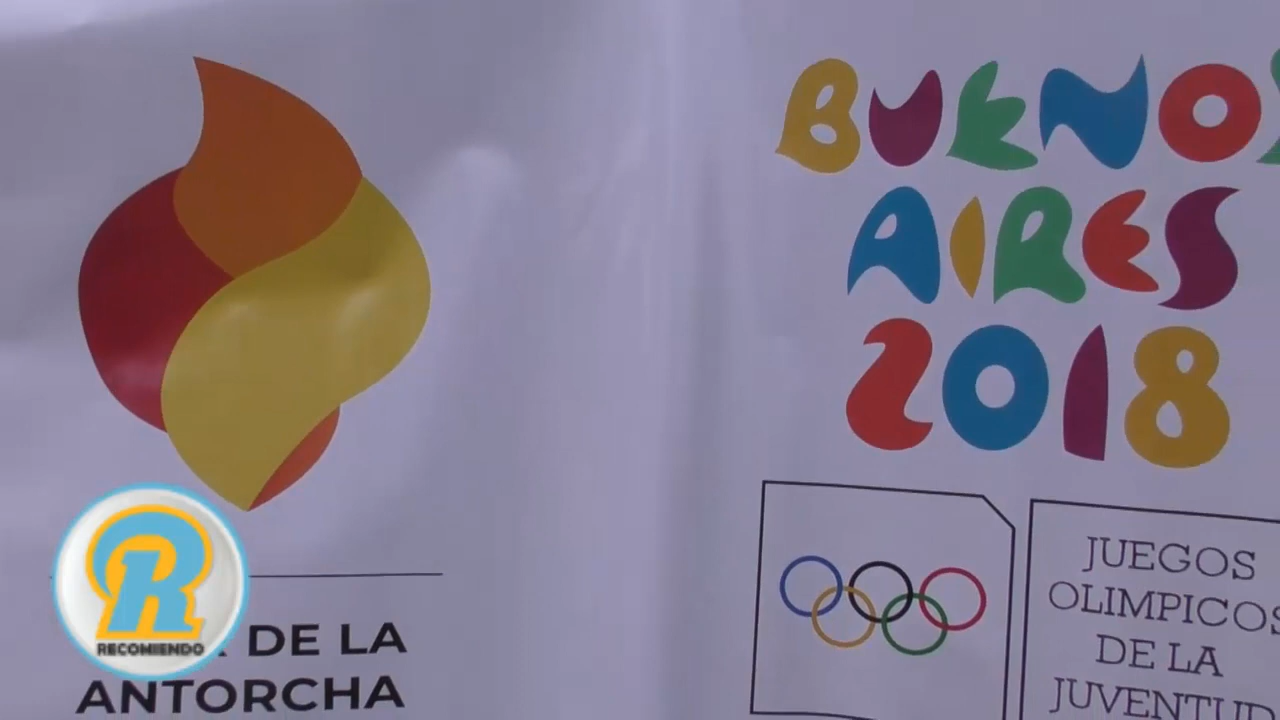 BUENOS
AIRES
2018
JUEGOS
OLIMPICOS
DE LA
JUVENTUD
DE LA
ANTORCHA
R
RECOMIENDO